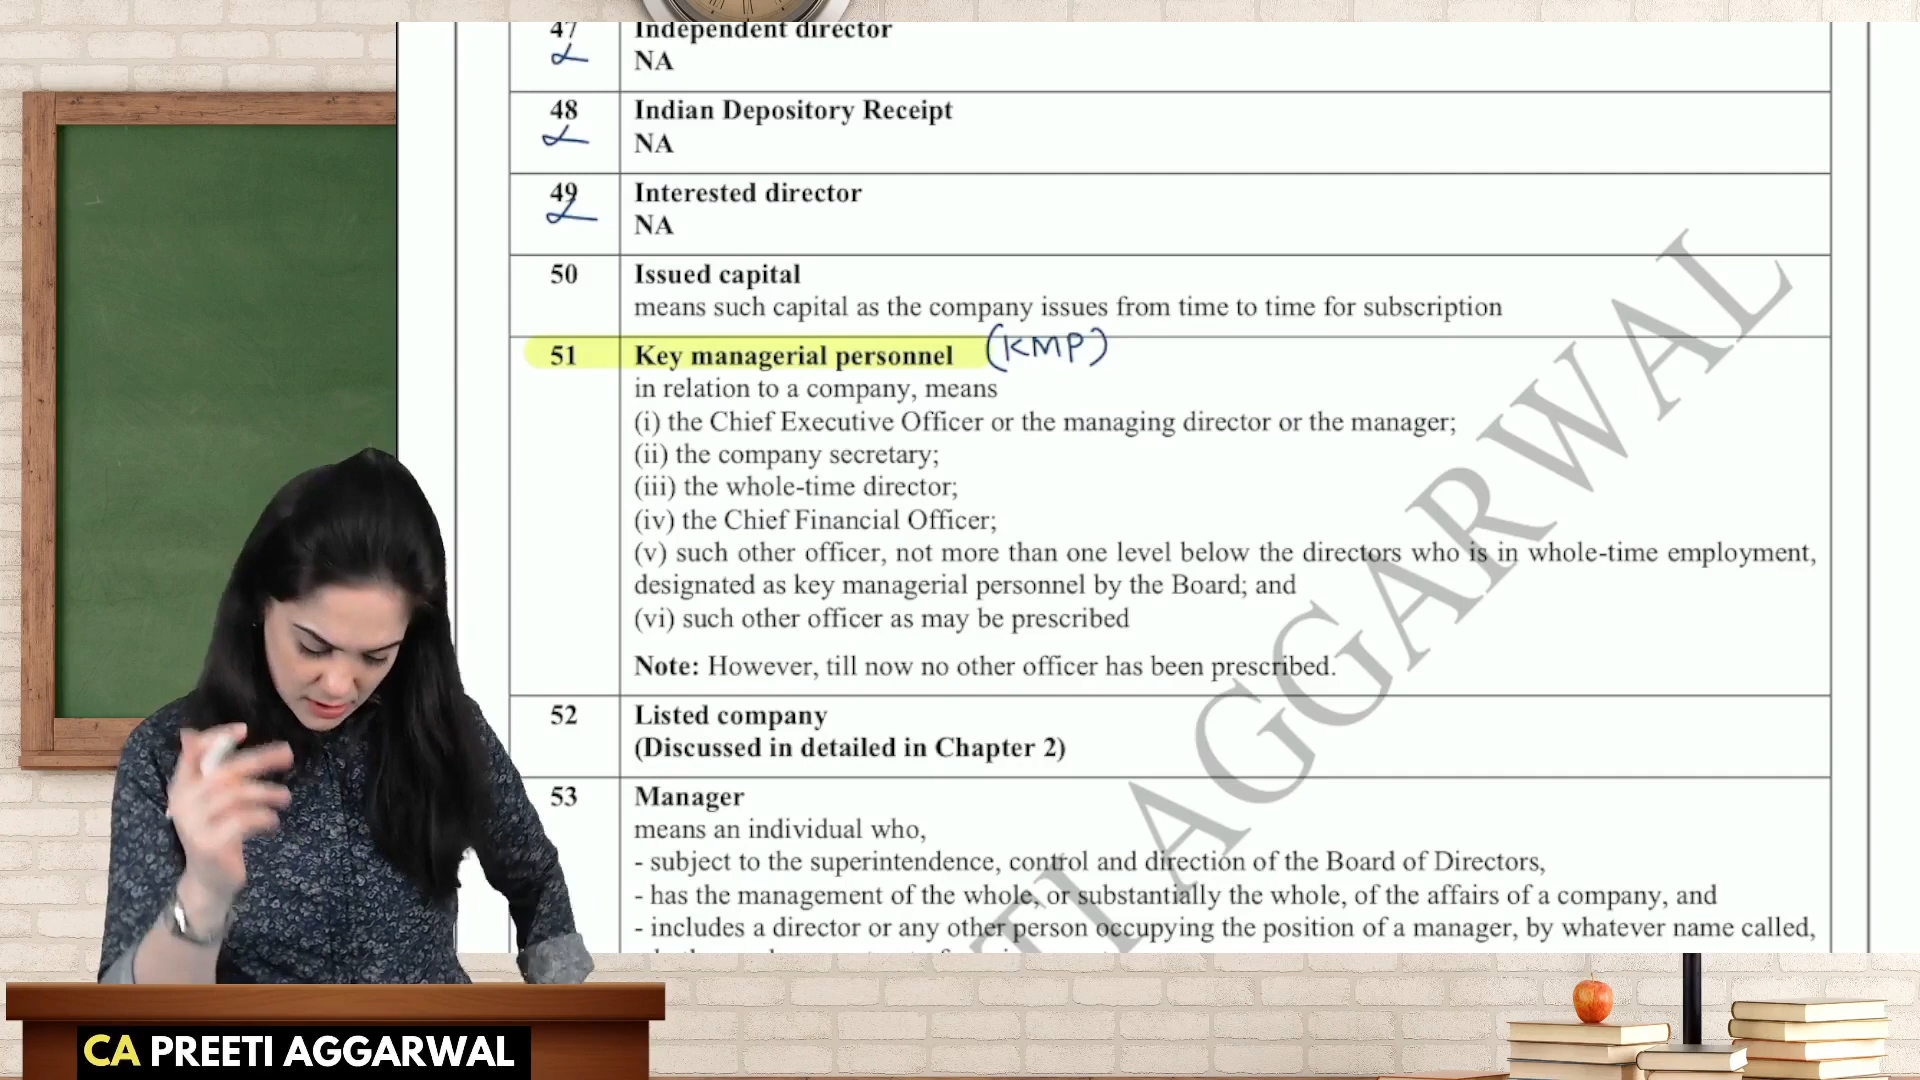 47 Independent director
NA
48 Indian Depository Receipt
NA
49 Interested director
NA
50 Issued capital
means such capital as the company issues from time to time for subscription
51 Key managerial personnel (KMP)
in relation to a company, means
(i) the Chief Executive Officer or the managing director or the manager;
(ii) the company secretary;
(iii) the whole-time director;
(iv) the Chief Financial Officer;
(v) such other officer, not more than one level below the directors who is in whole-time employment,
designated as key managerial personnel by the Board; and
(vi) such other officer as may be prescribed
Note: However, till now no other officer has been prescribed.
52 Listed company
(Discussed in detailed in Chapter 2)
53 Manager
means an individual who,
- subject to the superintendence, control and direction of the Board of Directors,
- has the management of the whole, or substantially the whole, of the affairs of a company, and
- includes a director or any other person occupying the position of a manager, by whatever name called,
TI AGGARWAL
CA PREETI AGGARWAL